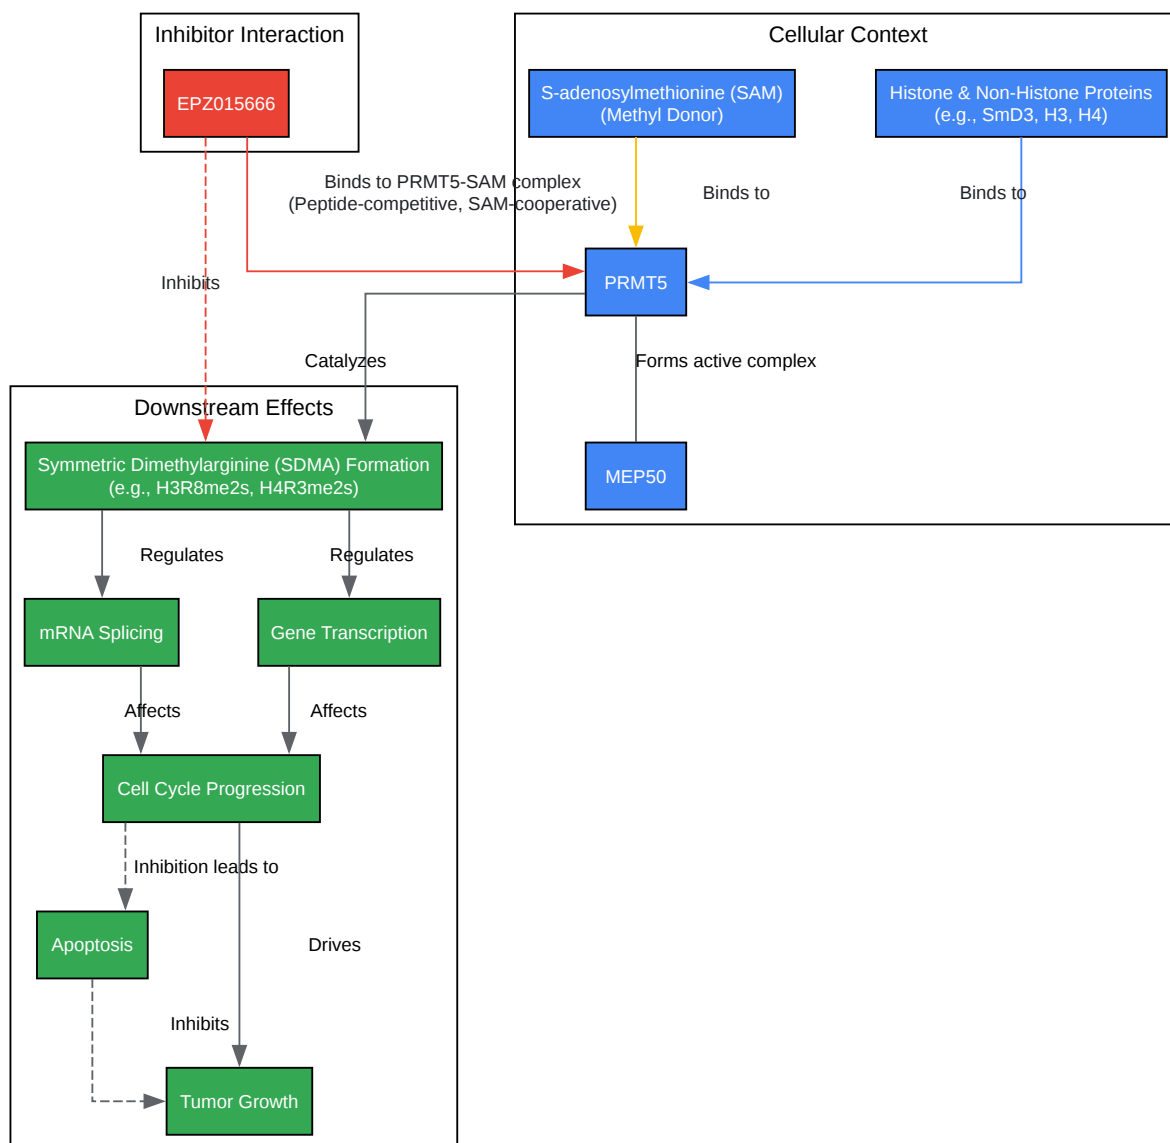 Inhibitor Interaction
Cellular Context
EPZ015666
S-adenosylmethionine (SAM)
(Methyl Donor)
Histone & Non-Histone Proteins
(e.g., SmD3, H3, H4)
Binds to PRMT5-SAM complex
(Peptide-competitive, SAM-cooperative)
Binds to
Binds to
Inhibits
PRMT5
Catalyzes
Forms active complex
Downstream Effects
Symmetric Dimethylarginine (SDMA) Formation
(e.g., H3R8me2s, H4R3me2s)
MEP50
Regulates
Regulates
mRNA Splicing
Gene Transcription
Affects
Affects
Cell Cycle Progression
Inhibition leads to
Apoptosis
Drives
Inhibits
Tumor Growth